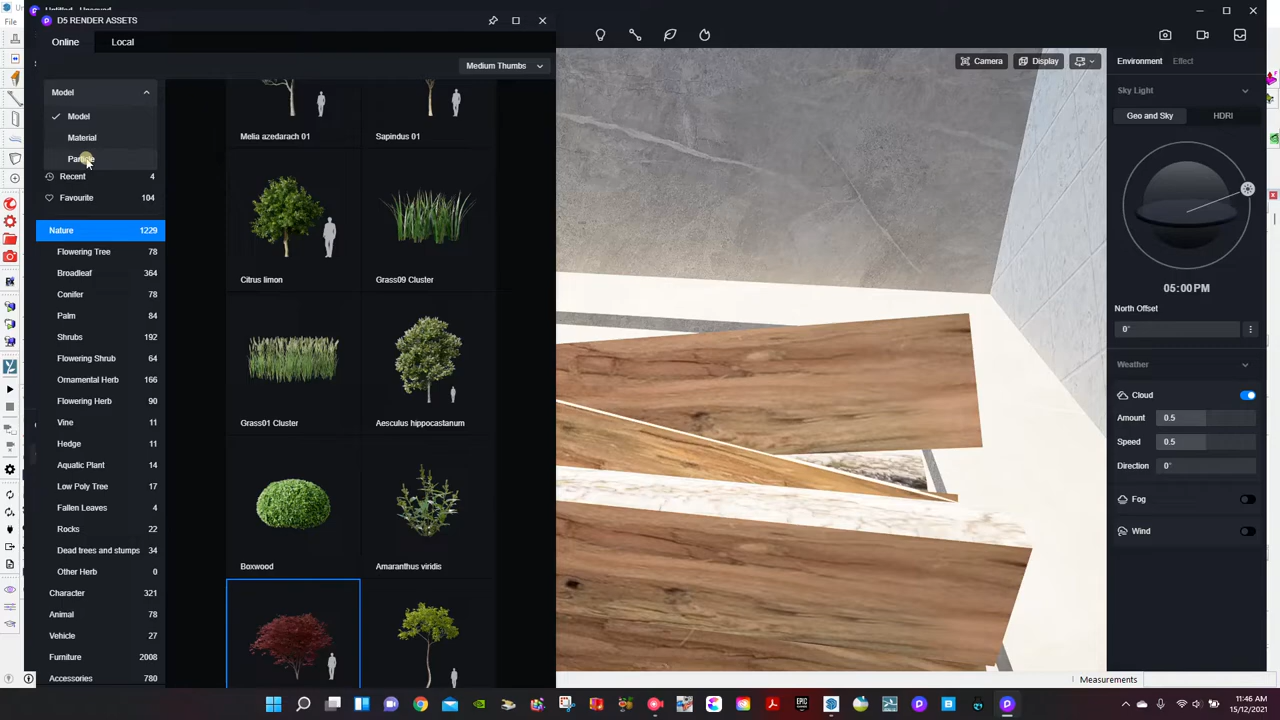 D5 RENDER ASSETS
File
Online Local
Medium Thumbs
Camera Display
Environment Effect
Sky Light
Geo and Sky HDRI
Model
Model
Material
Recent 4
Favourite 104
Nature 1229
Flowering Tree 78
Broadleaf 364
Conifer 78
Palm 84
Shrubs 192
Flowering Shrub 64
Ornamental Herb 166
Flowering Herb 90
Vine 11
Hedge 11
Aquatic Plant 14
Low Poly Tree 17
Fallen Leaves 4
Rocks 22
Dead trees and stumps 34
Other Herb 0
Character 321
Animal 78
Vehicle 27
Furniture 2008
Accessories 780
Melia azedarach 01 Sapindus 01
Citrus limon Grass09 Cluster
Grass01 Cluster Aesculus hippocastanum
Boxwood Amaranthus viridis
05:00 PM
North Offset
0°
Weather
Cloud
Amount 0.5
Speed 0.5
Direction 0°
Fog
Wind
Measurements
11:46 AM
15/12/2021